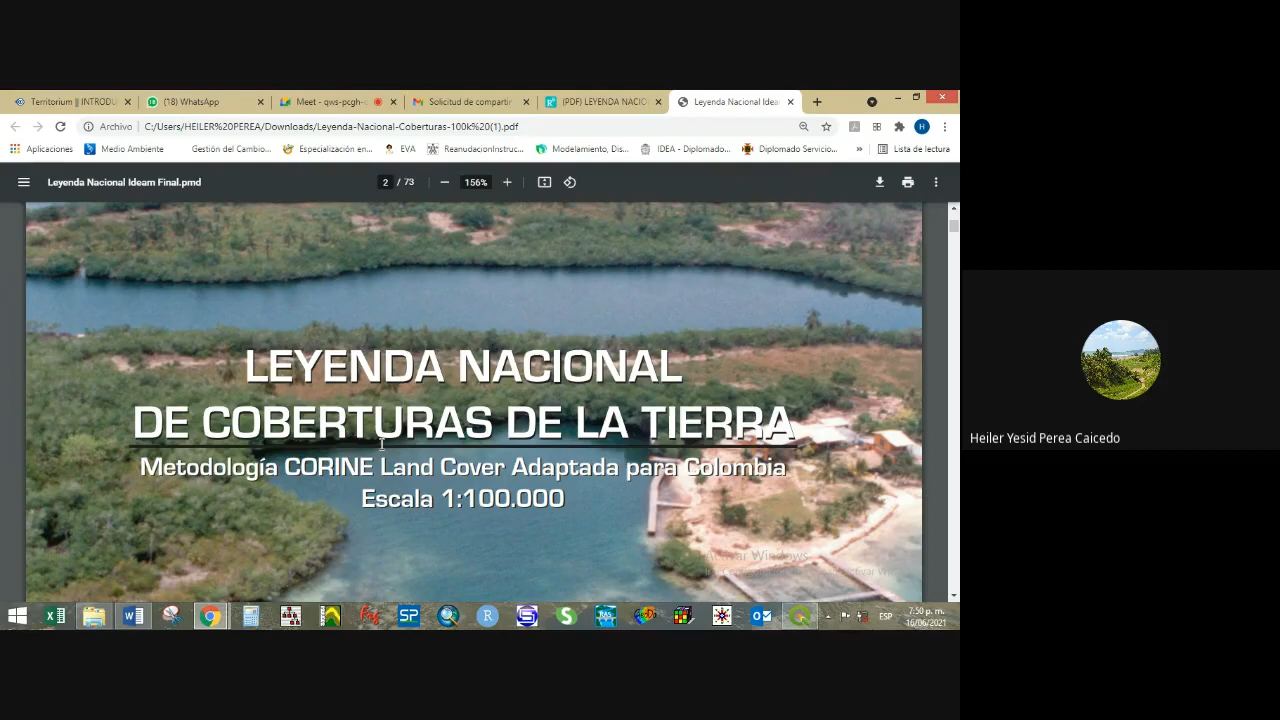 Territorium || INTRODU
(18) WhatsApp
Meet - qws-pcgh-
Solicitud de compartir
(PDF) LEYENDA NACIO
Leyenda Nacional Idea
Archivo
C:/Users/HEILER%20PEREA/Downloads/Leyenda-Nacional-Coberturas-100k%20(1).pdf
H
Aplicaciones
Medio Ambiente
Gestión del Cambio...
Especialización en...
EVA
ReanudacionInstruc...
Modelamiento, Dis...
IDEA - Diplomado...
Diplomado Servicio...
»
Lista de lectura
Leyenda Nacional Ideam Final.pmd
2 / 73
156%
LEYENDA NACIONAL
DE COBERTURAS DE LA TIERRA
Metodología CORINE Land Cover Adaptada para Colombia
Escala 1:100.000
Activar Windows
Heiler Yesid Perea Caicedo
SP
R
ESP
7:50 p. m.
16/06/2021